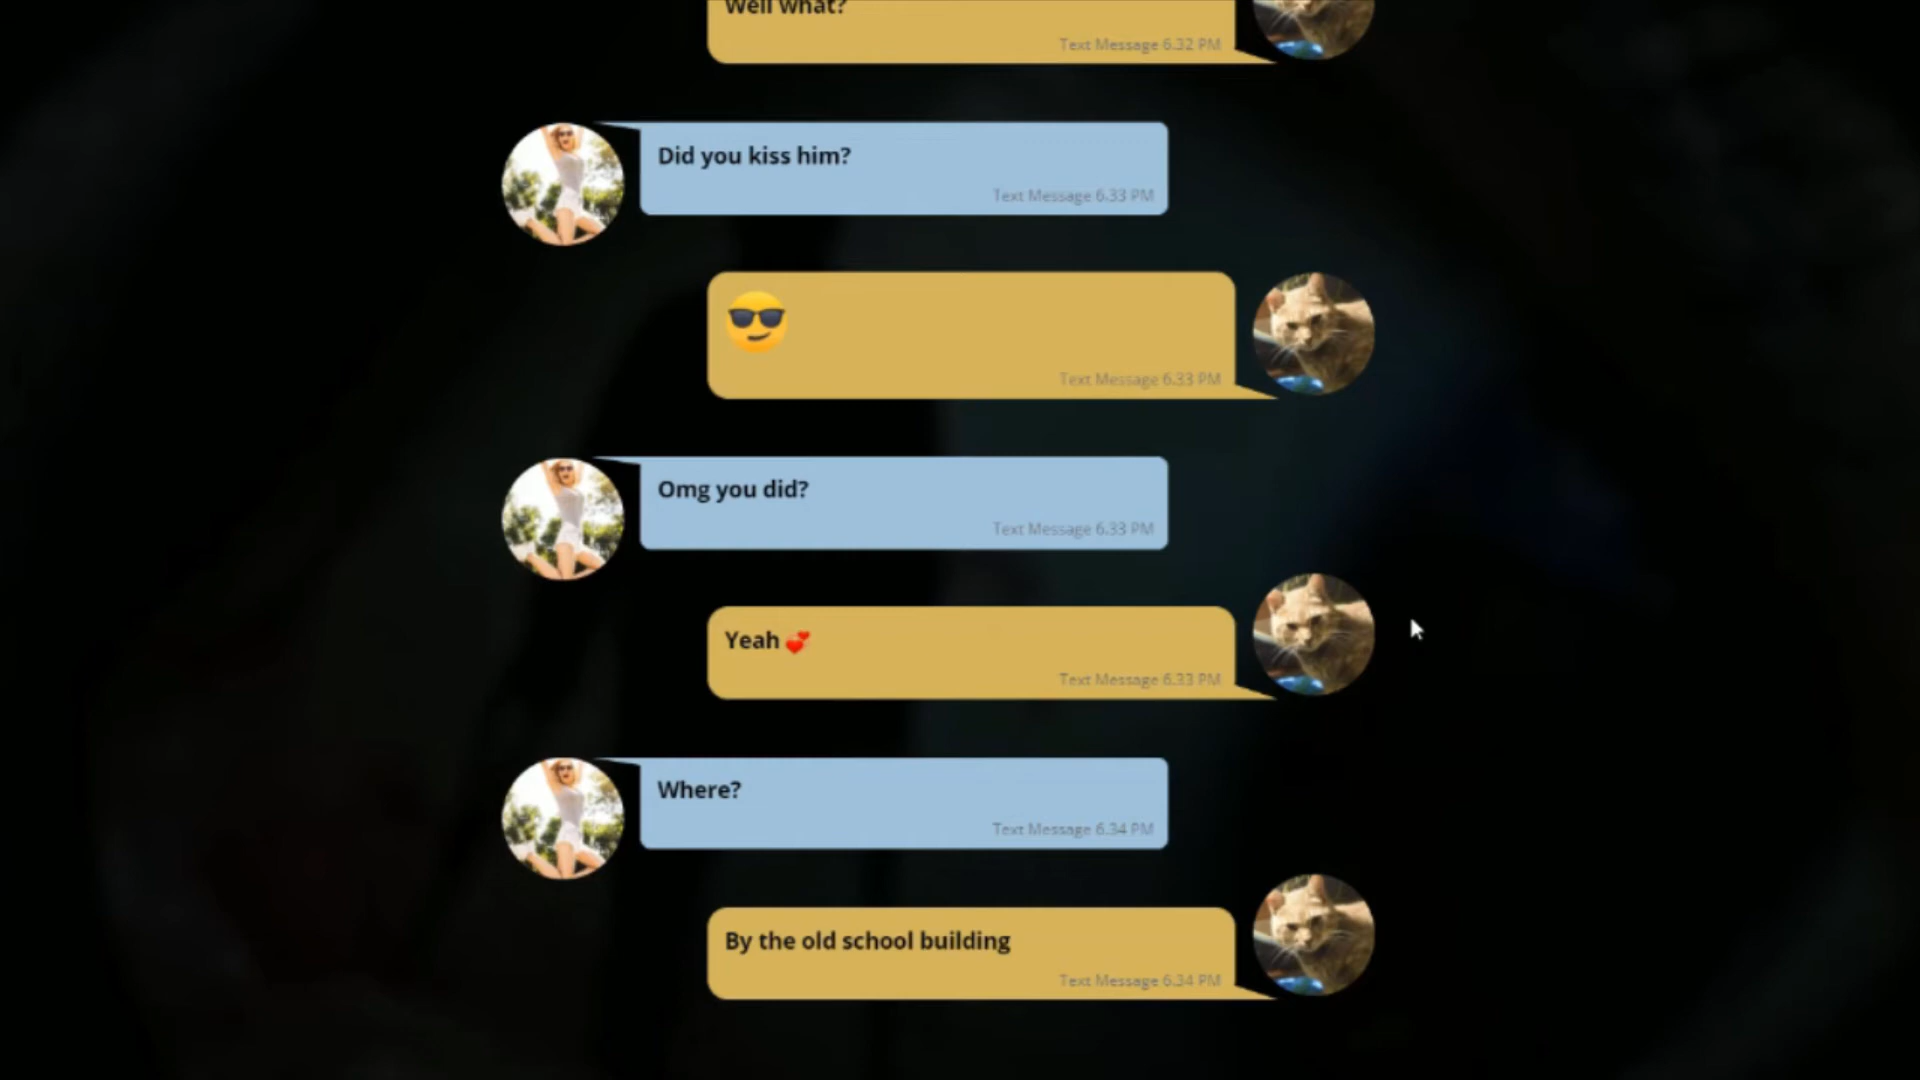 Well what?
Text Message 6.32 PM
Did you kiss him?
Text Message 6.33 PM
Text Message 6.33 PM
Omg you did?
Text Message 6.33 PM
Yeah
Text Message 6.33 PM
Where?
Text Message 6.34 PM
By the old school building
Text Message 6.34 PM